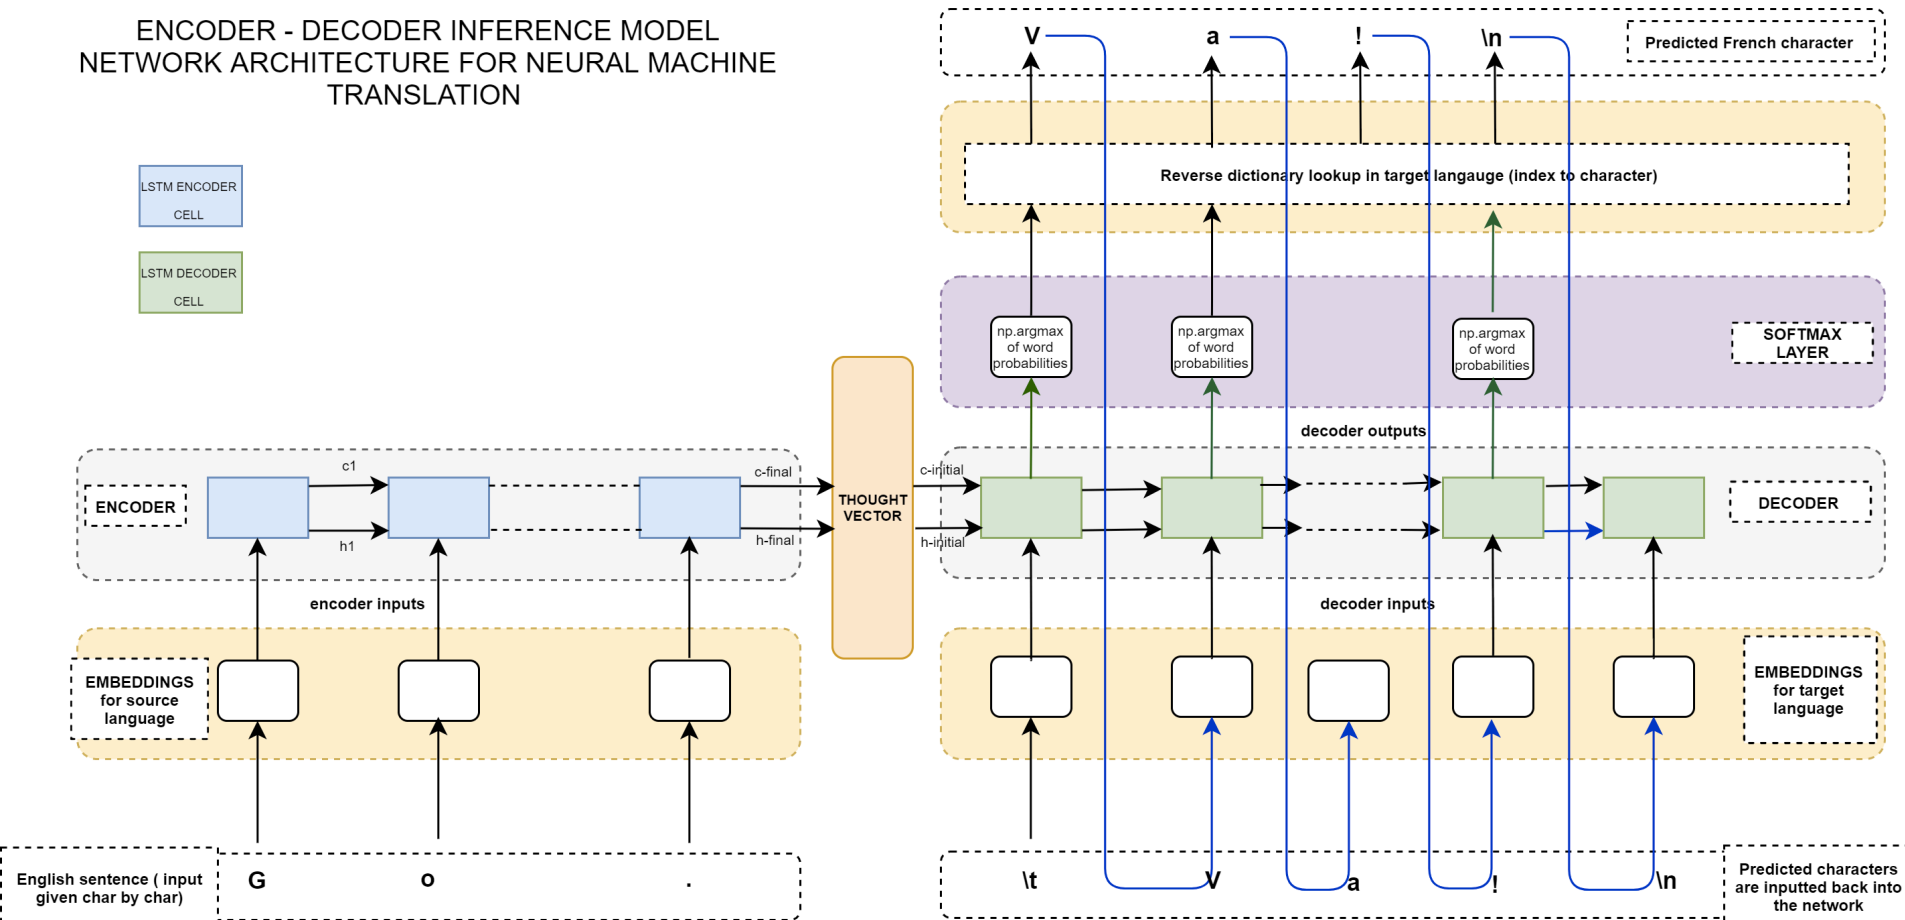 ENCODER - DECODER INFERENCE MODEL
NETWORK ARCHITECTURE FOR NEURAL MACHINE
TRANSLATION
LSTM ENCODER
CELL
LSTM DECODER
CELL
V
a
!
\n
Predicted French character
Reverse dictionary lookup in target langauge (index to character)
np.argmax
of word
probabilities
np.argmax
of word
probabilities
np.argmax
of word
probabilities
SOFTMAX
LAYER
decoder outputs
ENCODER
c1
h1
c-final
h-final
THOUGHT
VECTOR
c-initial
h-initial
DECODER
encoder inputs
decoder inputs
EMBEDDINGS
for source
language
EMBEDDINGS
for target
language
English sentence ( input
given char by char)
G
o
.
\t
V
a
!
\n
Predicted characters
are inputted back into
the network